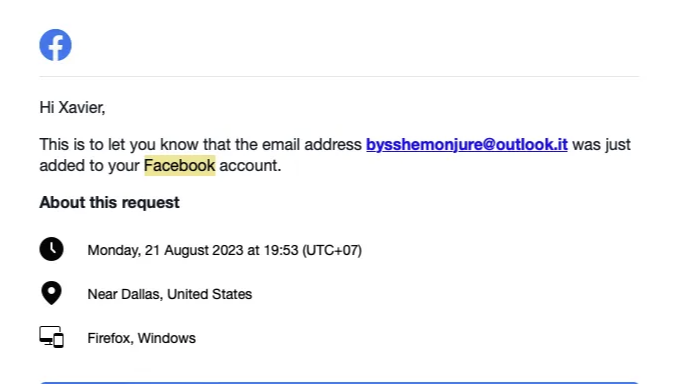 Hi Xavier,
This is to let you know that the email address bysshemonjure@outlook.it was just
added to your Facebook account.
About this request
Monday, 21 August 2023 at 19:53 (UTC+07)
Near Dallas, United States
Firefox, Windows